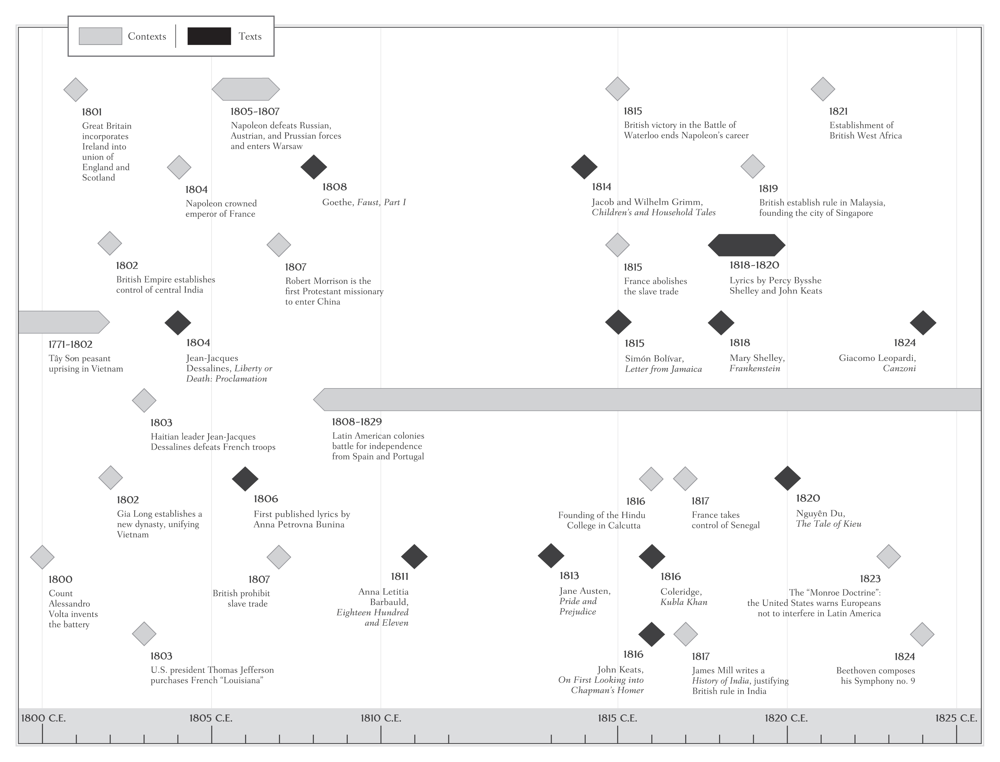 Contexts
Texts
1801
Great Britain
incorporates
Ireland into
union of
England and
Scotland
1805–1807
Napoleon defeats Russian,
Austrian, and Prussian forces
and enters Warsaw
1815
British victory in the Battle of
Waterloo ends Napoleon’s career
1821
Establishment of
British West Africa
1804
Napoleon crowned
emperor of France
1808
Goethe, Faust, Part I
1814
Jacob and Wilhelm Grimm,
Children’s and Household Tales
1819
British establish rule in Malaysia,
founding the city of Singapore
1802
British Empire establishes
control of central India
1807
Robert Morrison is the
first Protestant missionary
to enter China
1815
France abolishes
the slave trade
1818–1820
Lyrics by Percy Bysshe
Shelley and John Keats
1771–1802
Tây Sơn peasant
uprising in Vietnam
1804
Jean-Jacques
Dessalines, Liberty or
Death: Proclamation
1815
Simón Bolívar,
Letter from Jamaica
1818
Mary Shelley,
Frankenstein
1824
Giacomo Leopardi,
Canzoni
1803
Haitian leader Jean-Jacques
Dessalines defeats French troops
1808–1829
Latin American colonies
battle for independence
from Spain and Portugal
1802
Gia Long establishes a
new dynasty, unifying
Vietnam
1806
First published lyrics by
Anna Petrovna Bunina
1816
Founding of the Hindu
College in Calcutta
1817
France takes
control of Senegal
1820
Nguyên Du,
The Tale of Kieu
1800
Count
Alessandro
Volta invents
the battery
1807
British prohibit
slave trade
1811
Anna Letitia
Barbauld,
Eighteen Hundred
and Eleven
1813
Jane Austen,
Pride and
Prejudice
1816
Coleridge,
Kubla Khan
1823
The “Monroe Doctrine”:
the United States warns Europeans
not to interfere in Latin America
1803
U.S. president Thomas Jefferson
purchases French “Louisiana”
1816
John Keats,
On First Looking into
Chapman’s Homer
1817
James Mill writes a
History of India, justifying
British rule in India
1824
Beethoven composes
his Symphony no. 9
1800 C.E.
1805 C.E.
1810 C.E.
1815 C.E.
1820 C.E.
1825 C.E.